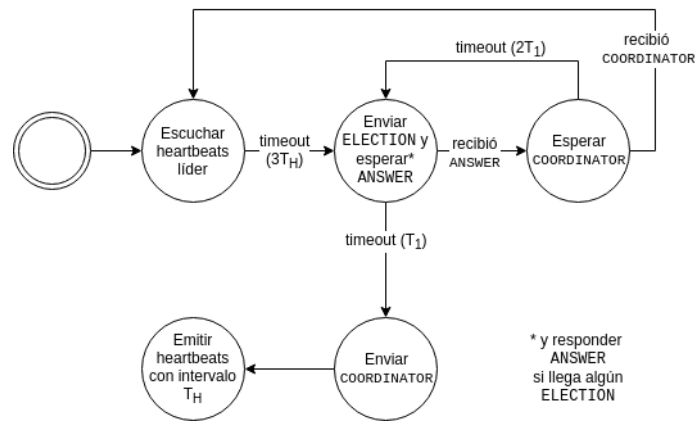 timeout (2T1)
recibió
COORDINATOR
Escuchar
heartbeats
líder
timeout
(3TH)
Enviar
ELECTION y
esperar*
ANSWER
recibió
ANSWER
Esperar
COORDINATOR
timeout (T1)
Emitir
heartbeats
con intervalo
TH
Enviar
COORDINATOR
* y responder
ANSWER
si llega algún
ELECTION